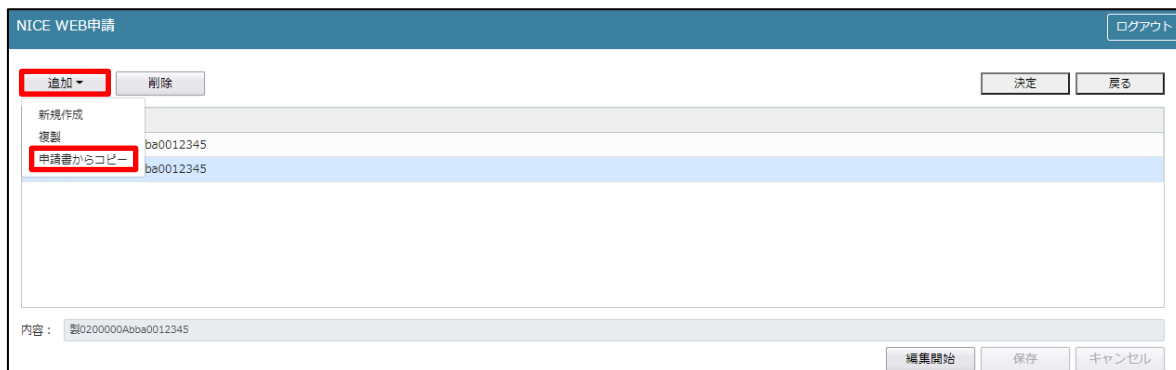 NICE WEB申請
ログアウト
追加
削除
決定
戻る
新規作成
複製
ba0012345
申請書からコピー
ba0012345
内容：
製0200000Abba0012345
編集開始
保存
キャンセル